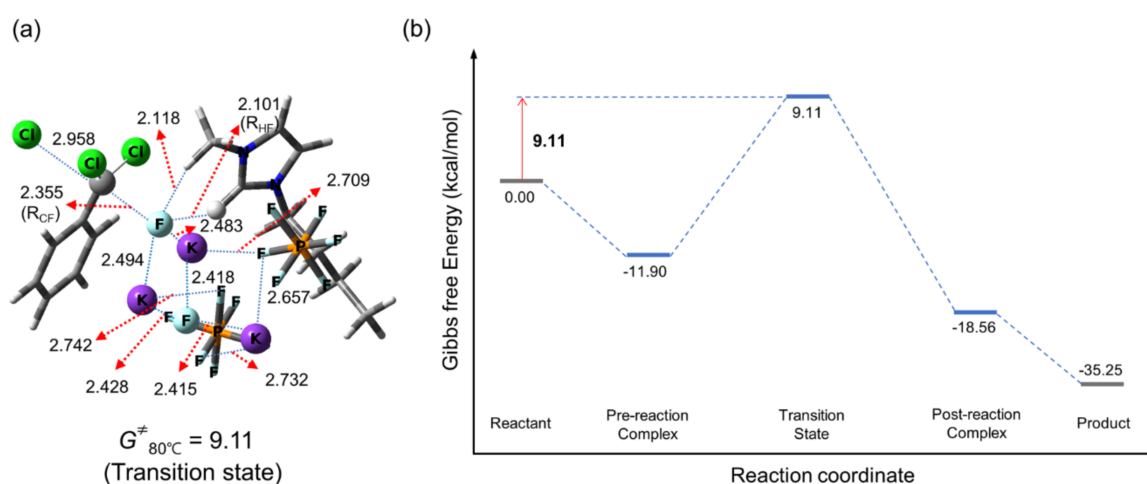 (a)
(b)
Cl
2.958
2.118
2.101
(R_HF)
Cl
Cl
N
N
2.709
2.355
(R_CF)
F
2.483
F
F
F
P
F
F
F
K
2.494
2.418
2.657
K
F
F
F
F
F
P
K
F
F
2.742
2.428
2.415
2.732
G≠80℃ = 9.11
(Transition state)
Gibbs free Energy (kcal/mol)
9.11
9.11
0.00
-11.90
-18.56
-35.25
Reactant
Pre-reaction
Complex
Transition
State
Post-reaction
Complex
Product
Reaction coordinate